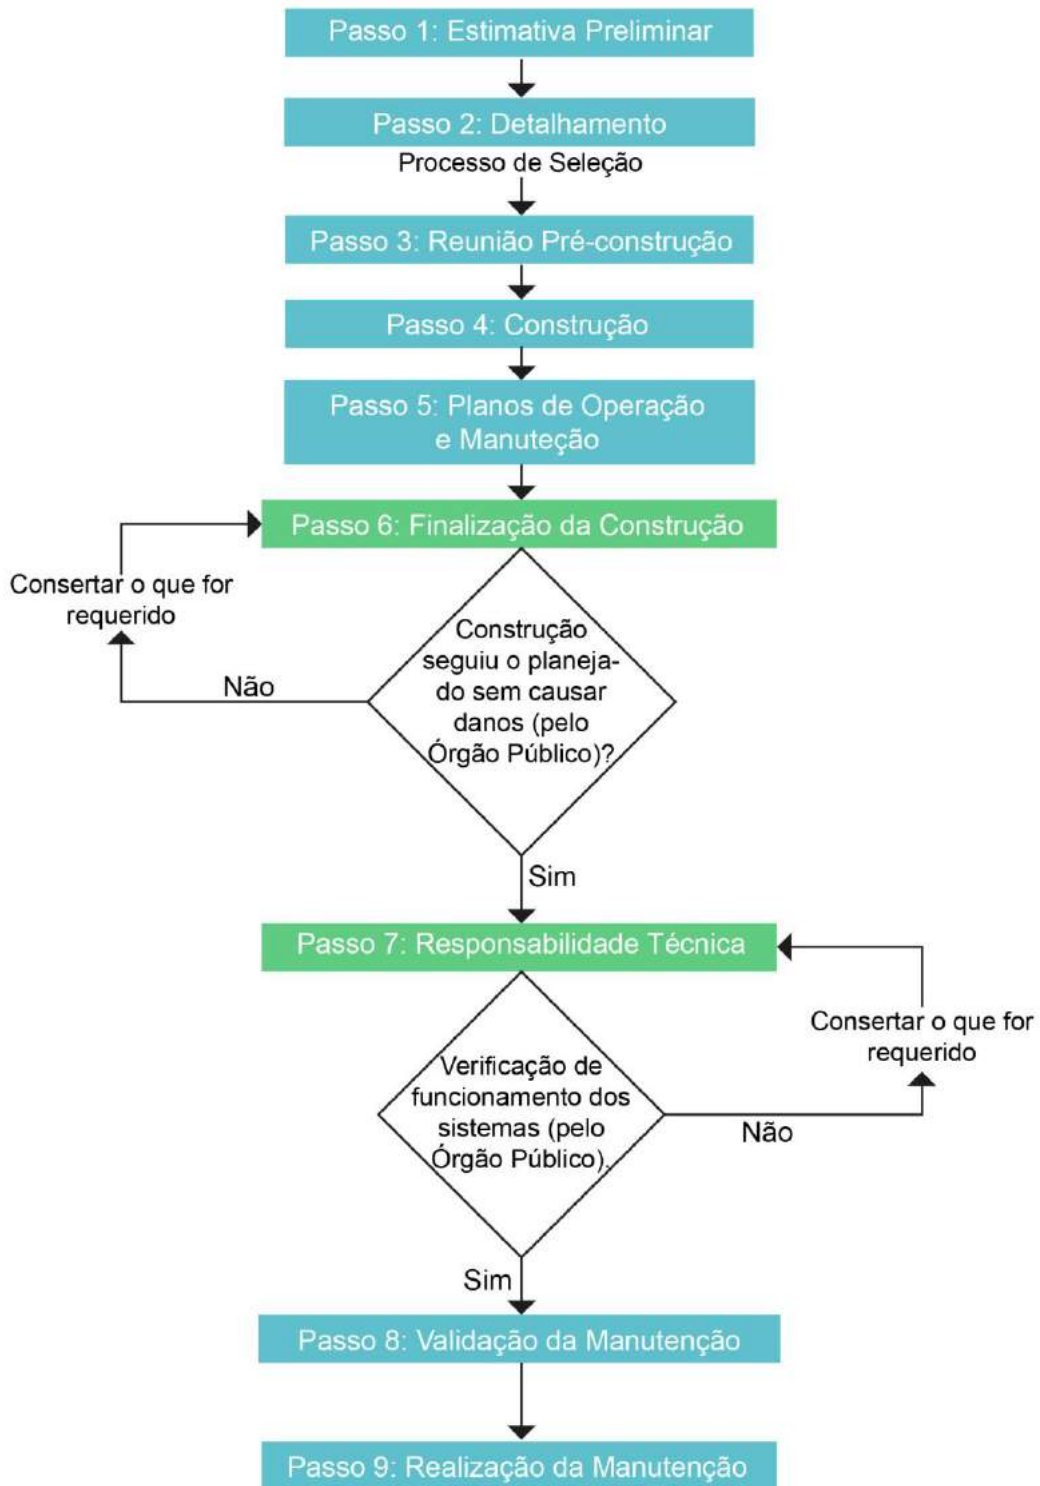 Passo 1: Estimativa Preliminar
Passo 2: Detalhamento
Processo de Seleção
Passo 3: Reunião Pré-construção
Passo 4: Construção
Passo 5: Planos de Operação
e Manuteção
Passo 6: Finalização da Construção
Consertar o que for
requerido
Não
Construção
seguiu o planeja-
do sem causar
danos (pelo
Órgão Público)?
Sim
Passo 7: Responsabilidade Técnica
Consertar o que for
requerido
Verificação de
funcionamento dos
sistemas (pelo
Órgão Público).
Não
Sim
Passo 8: Validação da Manutenção
Passo 9: Realização da Manutenção